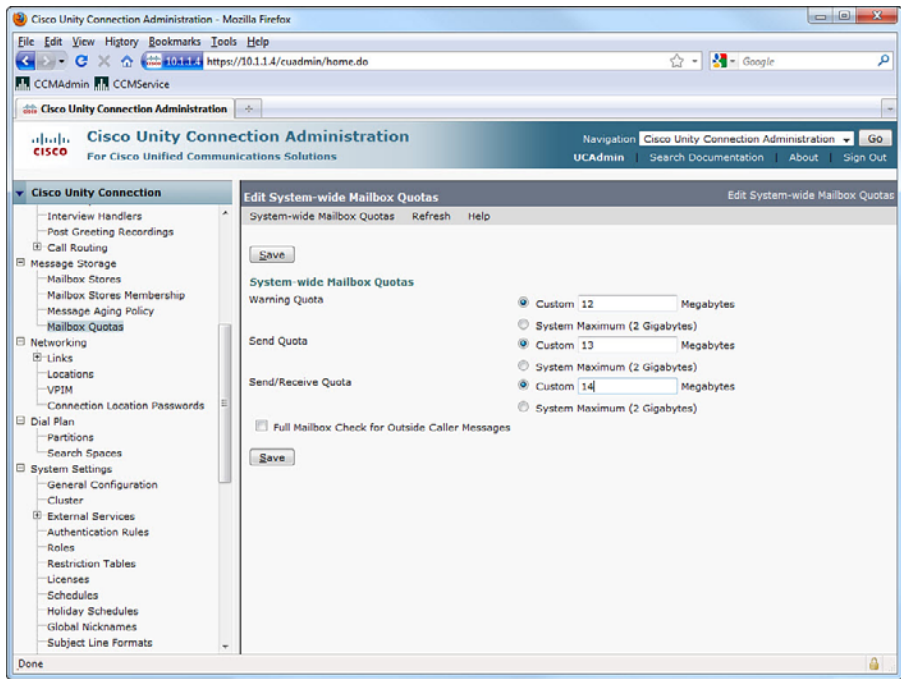 Cisco Unity Connection Administration - Mozilla Firefox
File Edit View History Bookmarks Tools Help
10.1.1.4 https://10.1.1.4/cuadmin/home.do
Google
CCMAdmin CCMService
Cisco Unity Connection Administration
CISCO
Cisco Unity Connection Administration
For Cisco Unified Communications Solutions
Navigation Cisco Unity Connection Administration Go
UCAdmin | Search Documentation | About | Sign Out
Cisco Unity Connection
Interview Handlers
Post Greeting Recordings
Call Routing
Message Storage
Mailbox Stores
Mailbox Stores Membership
Message Aging Policy
Mailbox Quotas
Networking
Links
Locations
VPIM
Connection Location Passwords
Dial Plan
Partitions
Search Spaces
System Settings
General Configuration
Cluster
External Services
Authentication Rules
Roles
Restriction Tables
Licenses
Schedules
Holiday Schedules
Global Nicknames
Subject Line Formats
Edit System-wide Mailbox Quotas
Edit System-wide Mailbox Quotas
System-wide Mailbox Quotas Refresh Help
Save
System-wide Mailbox Quotas
Warning Quota
Custom 12 Megabytes
System Maximum (2 Gigabytes)
Send Quota
Custom 13 Megabytes
System Maximum (2 Gigabytes)
Send/Receive Quota
Custom 14 Megabytes
System Maximum (2 Gigabytes)
Full Mailbox Check for Outside Caller Messages
Save
Done